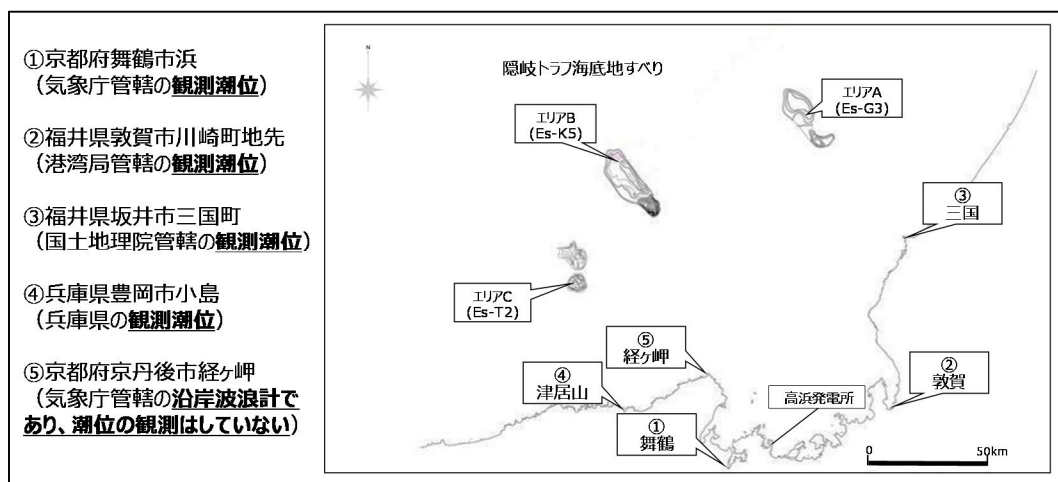 ①京都府舞鶴市浜
（気象庁管轄の観測潮位）
②福井県敦賀市川崎町地先
（港湾局管轄の観測潮位）
③福井県坂井市三国町
（国土地理院管轄の観測潮位）
④兵庫県豊岡市小島
（兵庫県の観測潮位）
⑤京都府京丹後市経ヶ岬
（気象庁管轄の沿岸波浪計で
あり、潮位の観測はしていない）
N
隠岐トラフ海底地すべり
エリアA
(Es-G3)
エリアB
(Es-K5)
③
三国
エリアC
(Es-T2)
⑤
経ヶ岬
④
津居山
②
敦賀
高浜発電所
①
舞鶴
0
50km